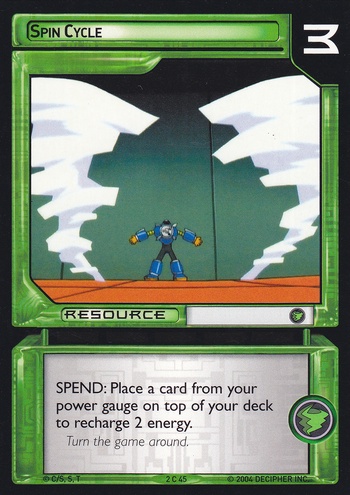 SPIN CYCLE
3
RESOURCE
SPEND: Place a card from your
power gauge on top of your deck
to recharge 2 energy.
Turn the game around.
© C/S, S, T
2 C 45
© 2004 DECIPHER INC.